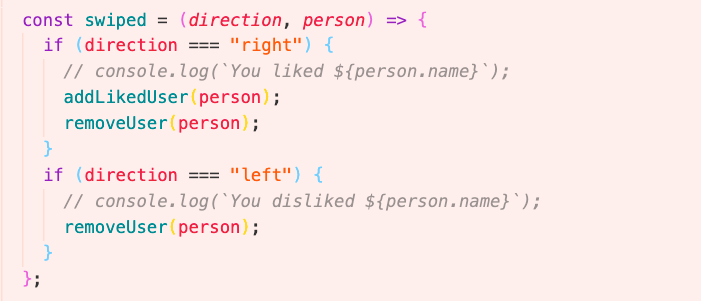 const swiped = (direction, person) => {
  if (direction === "right") {
    // console.log(`You liked ${person.name}`);
    addLikedUser(person);
    removeUser(person);
  }
  if (direction === "left") {
    // console.log(`You disliked ${person.name}`);
    removeUser(person);
  }
};